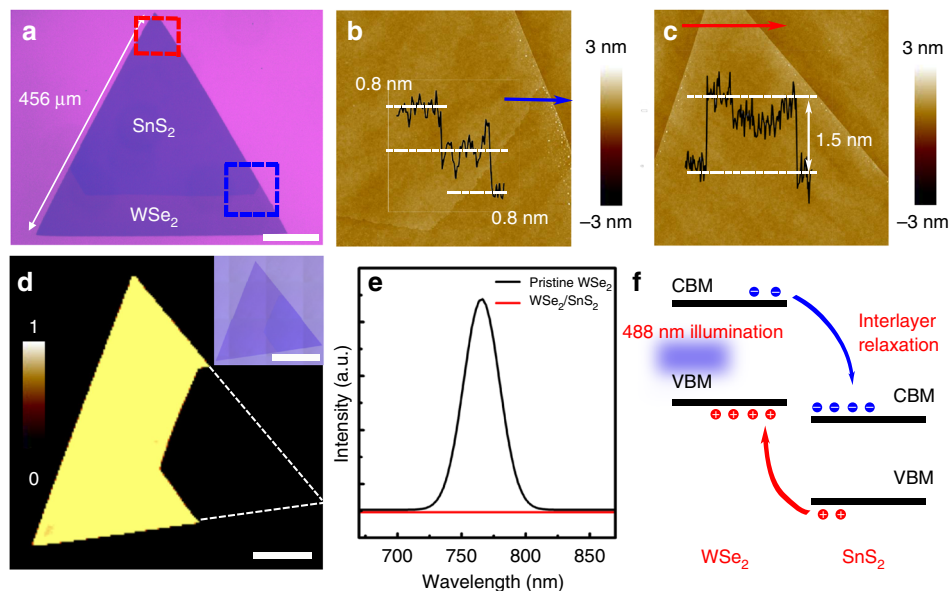 a
456 μm
SnS₂
WSe₂
b
0.8 nm
0.8 nm
3 nm
−3 nm
c
1.5 nm
3 nm
−3 nm
d
1
0
e
Pristine WSe₂
WSe₂/SnS₂
Intensity (a.u.)
700
750
800
850
Wavelength (nm)
f
CBM
488 nm illumination
Interlayer
relaxation
VBM
CBM
VBM
WSe₂
SnS₂